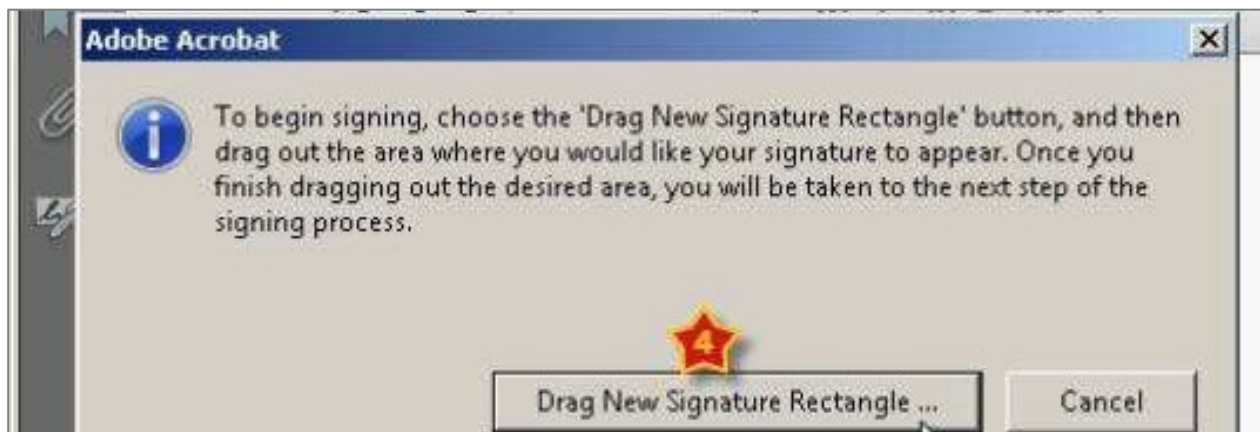 Adobe Acrobat
To begin signing, choose the 'Drag New Signature Rectangle' button, and then
drag out the area where you would like your signature to appear. Once you
finish dragging out the desired area, you will be taken to the next step of the
signing process.
4
Drag New Signature Rectangle ...
Cancel